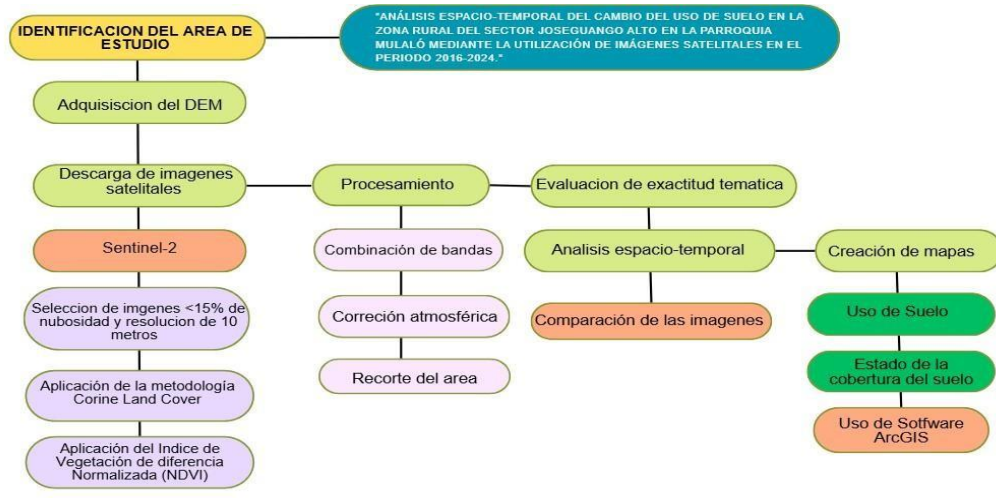 IDENTIFICACION DEL AREA DE
ESTUDIO
"ANÁLISIS ESPACIO-TEMPORAL DEL CAMBIO DEL USO DE SUELO EN LA
ZONA RURAL DEL SECTOR JOSEGUANGO ALTO EN LA PARROQUIA
MULALÓ MEDIANTE LA UTILIZACIÓN DE IMÁGENES SATELITALES EN EL
PERIODO 2016-2024."
Adquisiscion del DEM
Descarga de imagenes
satelitales
Procesamiento
Evaluacion de exactitud tematica
Sentinel-2
Combinación de bandas
Analisis espacio-temporal
Creación de mapas
Seleccion de imgenes <15% de
nubosidad y resolucion de 10
metros
Correción atmosférica
Comparación de las imagenes
Uso de Suelo
Aplicación de la metodología
Corine Land Cover
Recorte del area
Estado de la
cobertura del suelo
Aplicación del Indice de
Vegetación de diferencia
Normalizada (NDVI)
Uso de Sotfware
ArcGIS